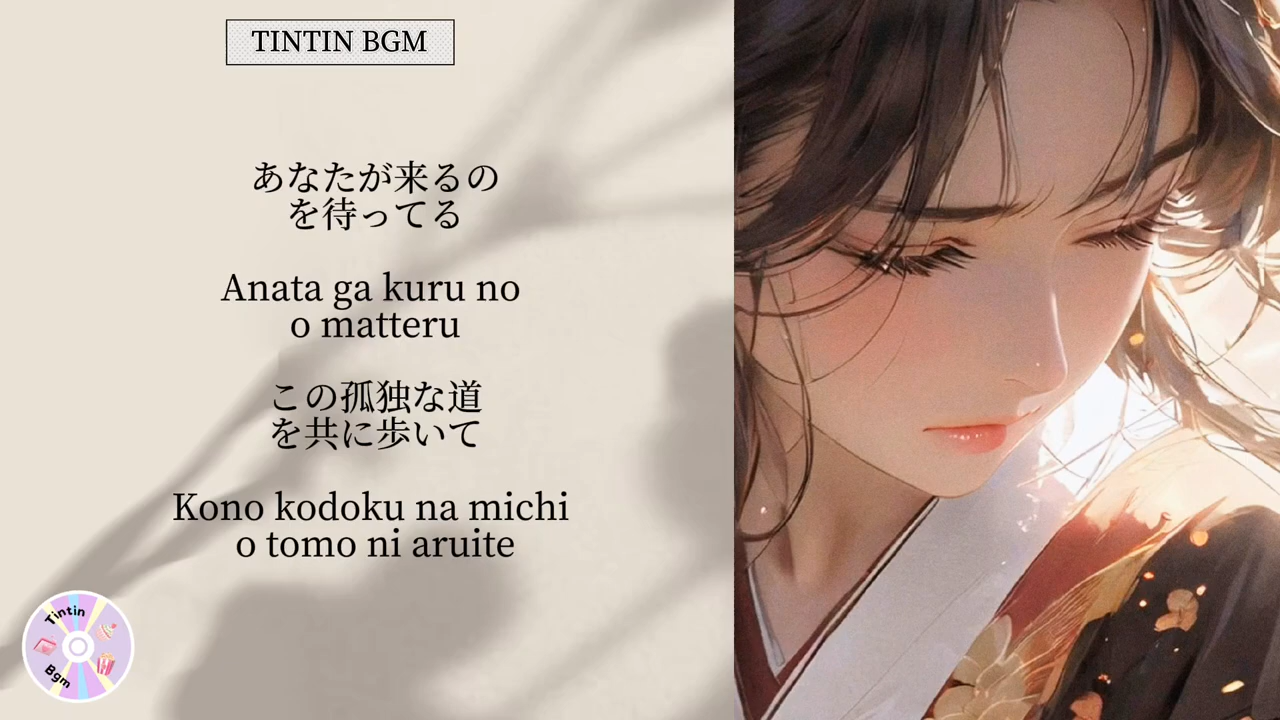 TINTIN BGM
あなたが来るの
を待ってる
Anata ga kuru no
o matteru
この孤独な道
を共に歩いて
Kono kodoku na michi
o tomo ni aruite
Tintin
Bgm